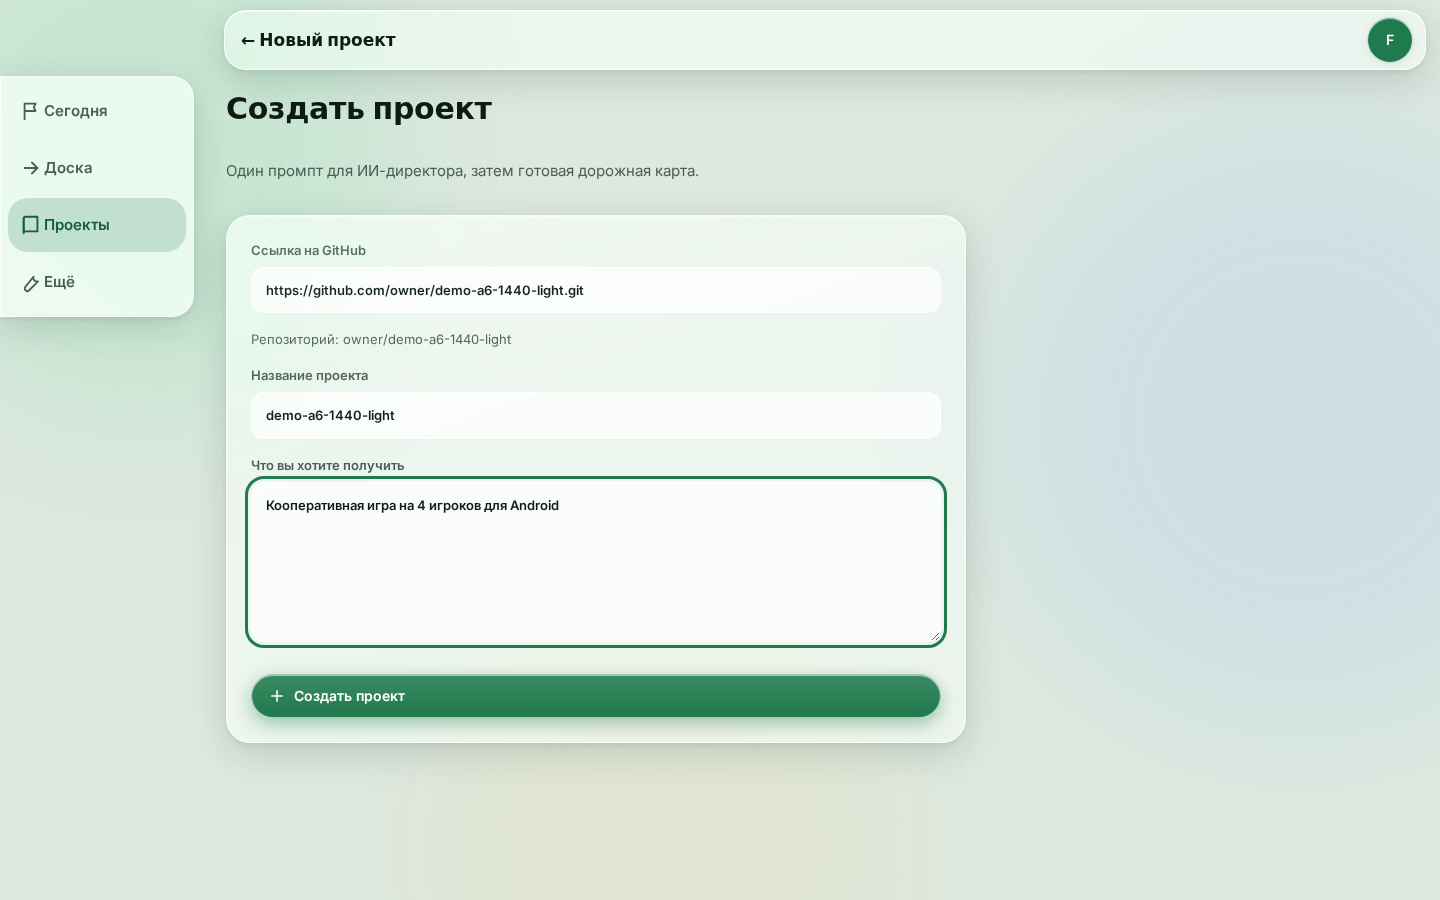 ← Новый проект
F
Сегодня
Доска
Проекты
Ещё
Создать проект
Один промпт для ИИ-директора, затем готовая дорожная карта.
Ссылка на GitHub
https://github.com/owner/demo-a6-1440-light.git
Репозиторий: owner/demo-a6-1440-light
Название проекта
demo-a6-1440-light
Что вы хотите получить
Кооперативная игра на 4 игроков для Android
Создать проект